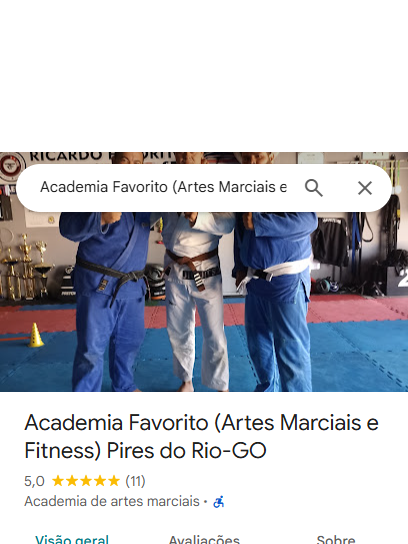 RICARDO
Academia Favorito (Artes Marciais e
Academia Favorito (Artes Marciais e
Fitness) Pires do Rio-GO
5,0 (11)
Academia de artes marciais ·
Visão geral Avaliações Sobre